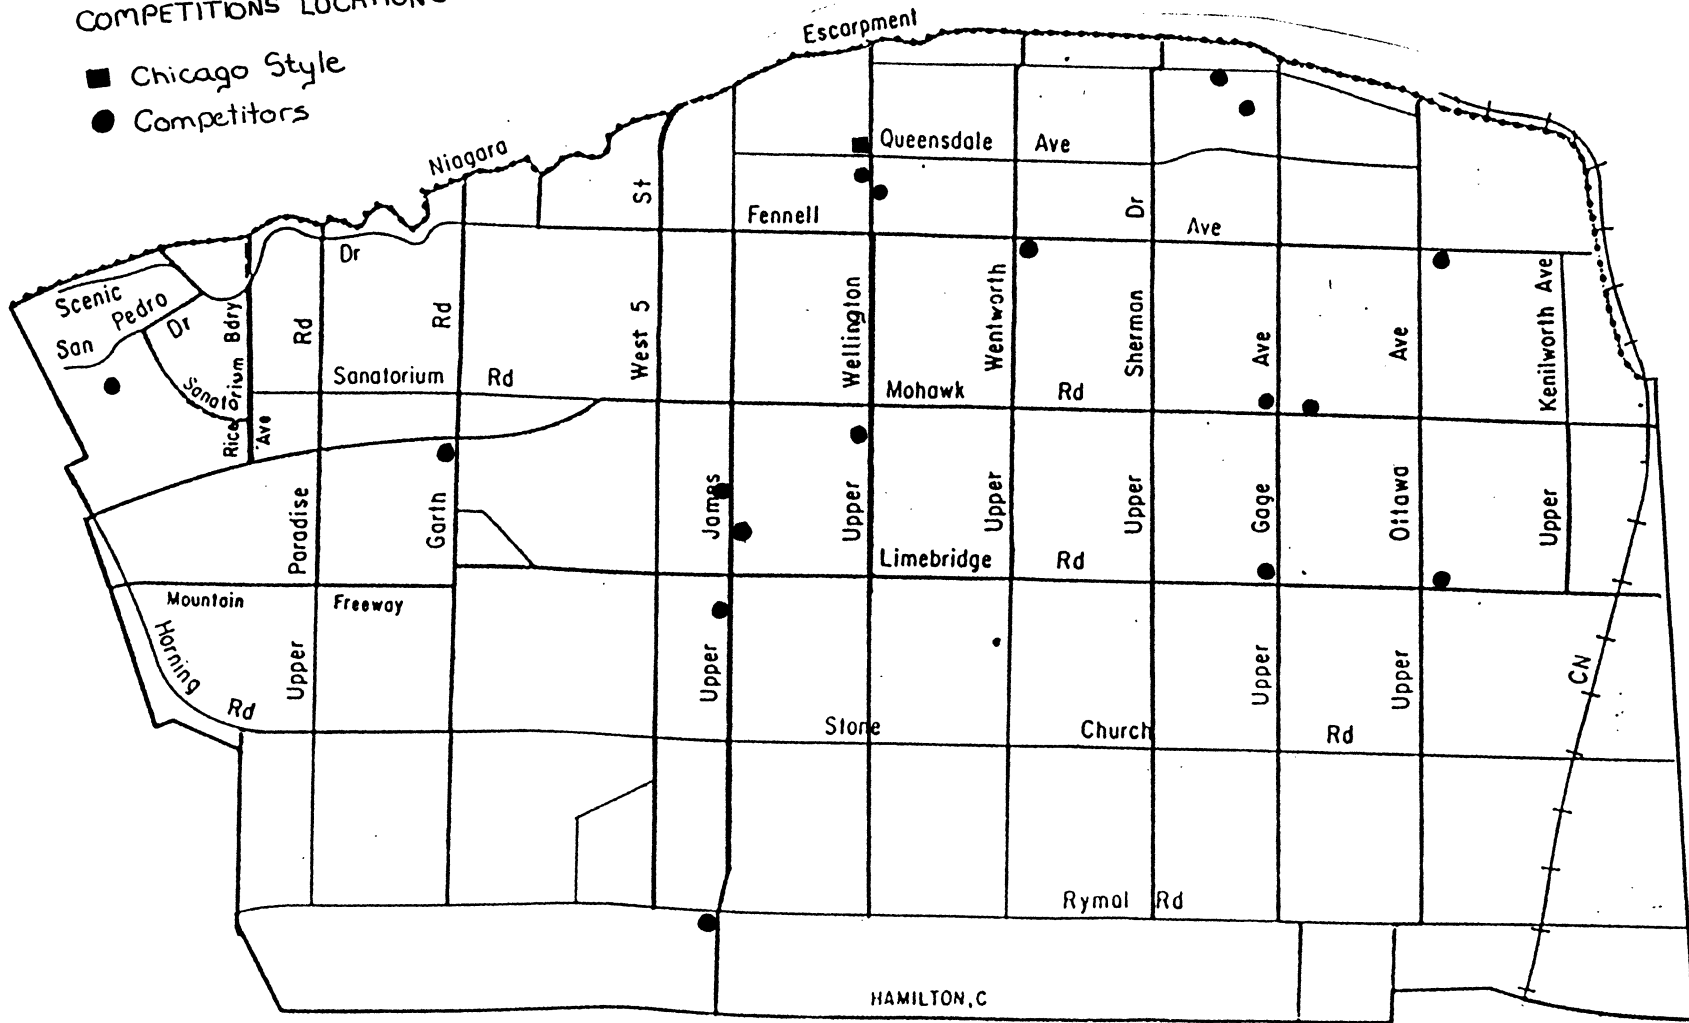 COMPETITIONS LOCATIONS
Chicago Style
Competitors
Escarpment
Niagara
Queensdale Ave
St
Fennell Ave
Dr
Dr
Scenic
San Pedro Dr
Sanatorium
Bdry
Rice Ave
Rd
Rd
Sanatorium Rd
West 5
Wellington
Wentworth
Sherman
Ave
Ave
Kenilworth Ave
Mohawk Rd
Paradise
Garth
James
Upper
Upper
Upper
Gage
Ottawa
Upper
Limebridge Rd
Mountain Freeway
Horning Rd
Upper
Upper
Upper
Upper
CN
Stone Church Rd
Rymal Rd
HAMILTON, C